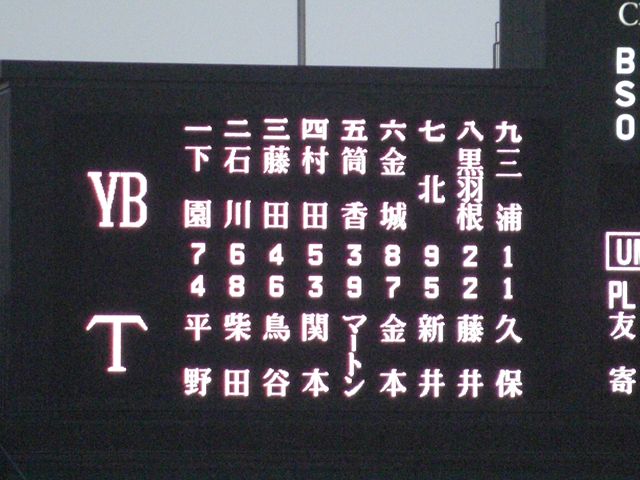 YB
一下園7
二石川6
三藤田4
四村田5
五筒香3
六金城8
七北9
八黒羽根2
九三浦1
T
4平野
8柴田
6鳥谷
3関本
9マートン
7金本
5新井
2藤井
1久保
B
S
O
PL
友寄